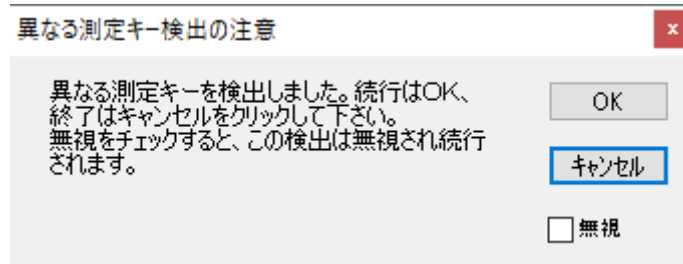 異なる測定キー検出の注意
x
異なる測定キーを検出しました。続行はOK、
終了はキャンセルをクリックして下さい。
無視をチェックすると、この検出は無視され続行
されます。
OK
キャンセル
無視